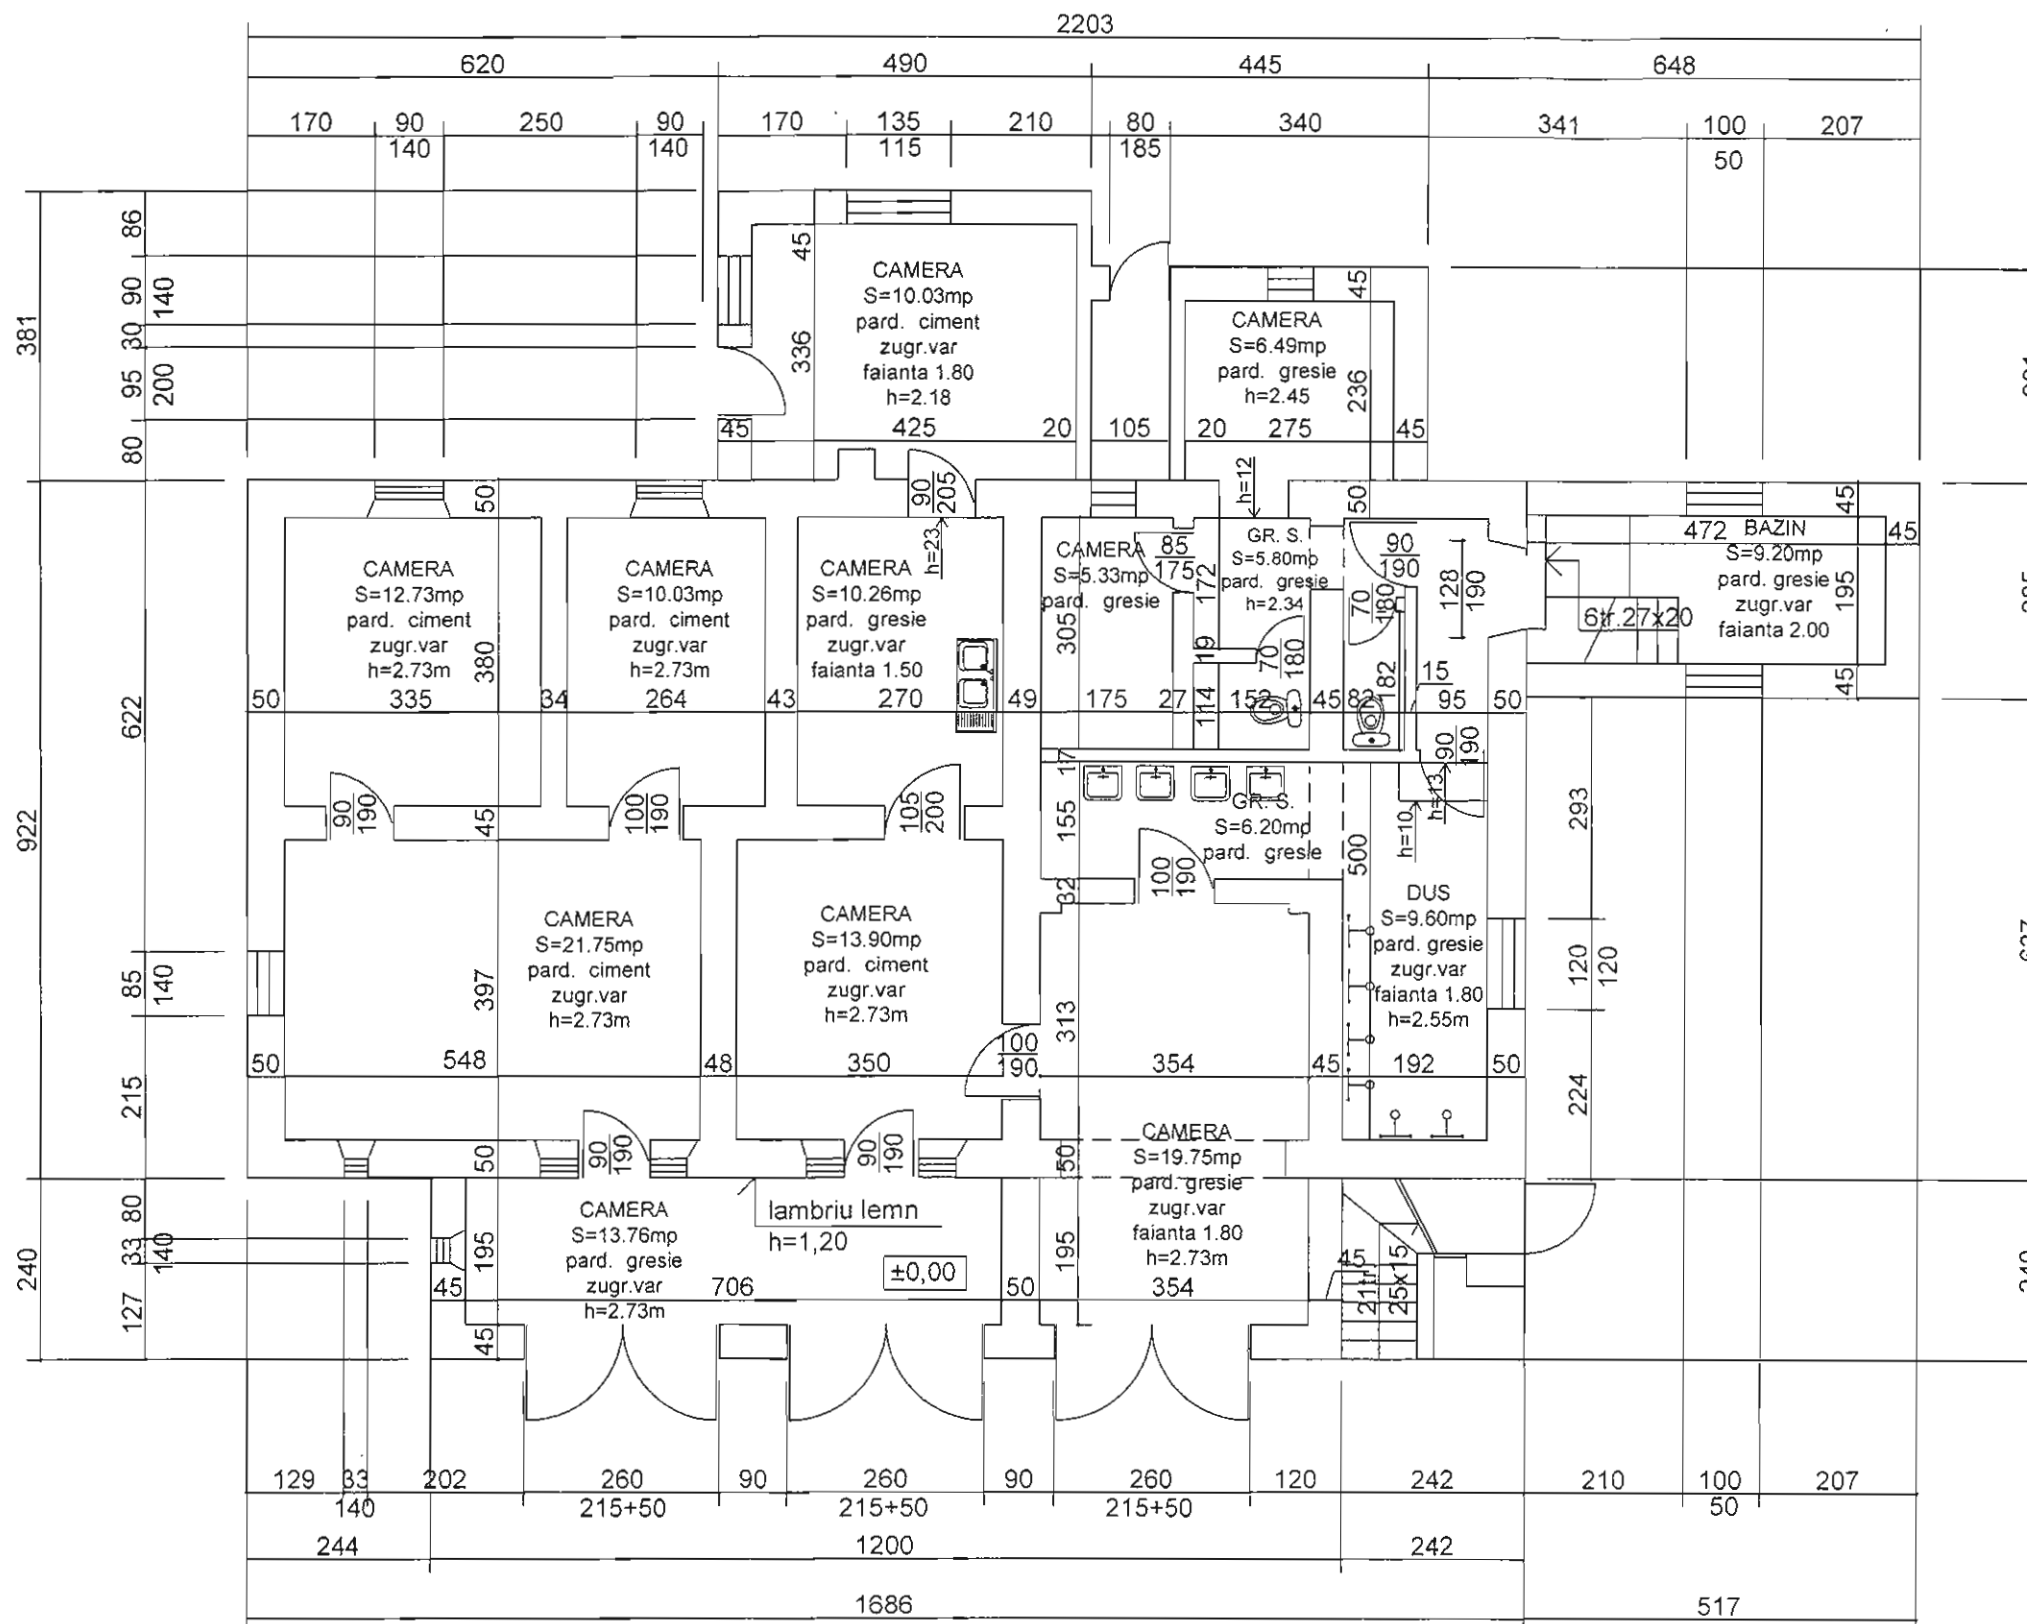 2203
620 490 445 648
170 90 250 90 170 135 210 80 340 341 100 207
140 140 115 185 50
381
86
90
140
30
95
200
80
45
336
CAMERA
S=10.03mp
pard. ciment
zugr.var
faianta 1.80
h=2.18
45 425 20 105 20 275 45
CAMERA
S=6.49mp
pard. gresie
h=2.45
45
236
90
205
h=23
h=12
50
50
45
472
45
BAZIN
S=9.20mp
pard. gresie
zugr.var
faianta 2.00
195
45
6tr.27x20
CAMERA
S=12.73mp
pard. ciment
zugr.var
h=2.73m
380
CAMERA
S=10.03mp
pard. ciment
zugr.var
h=2.73m
CAMERA
S=10.26mp
pard. gresie
zugr.var
faianta 1.50
CAMERA
S=5.33mp
pard. gresie
305
85
175
172
19
114
GR. S.
S=5.80mp
pard. gresie
h=2.34
70
180
90
190
70
180
182
128
190
15
50 335 34 264 43 270 49 175 27 152 45 82 95 50
622
922
90
190
100
190
105
200
45
17
155
32
GR. S.
S=6.20mp
pard. gresie
100
190
500
h=10
h=13
90
190
293
120
120
224
DUS
S=9.60mp
pard. gresie
zugr.var
faianta 1.80
h=2.55m
CAMERA
S=21.75mp
pard. ciment
zugr.var
h=2.73m
397
CAMERA
S=13.90mp
pard. ciment
zugr.var
h=2.73m
313
100
190
50 548 48 350 354 45 192 50
85
140
215
90
190
90
190
50
50
CAMERA
S=19.75mp
pard. gresie
zugr.var
faianta 1.80
h=2.73m
CAMERA
S=13.76mp
pard. gresie
zugr.var
h=2.73m
lambriu lemn
h=1,20
±0,00
195
195
45 706 50 354 45
45
21tr
25x15
240
80
33
140
127
129 33 202 260 90 260 90 260 120 242 210 100 207
140 215+50 215+50 215+50 50
244 1200 242
1686 517